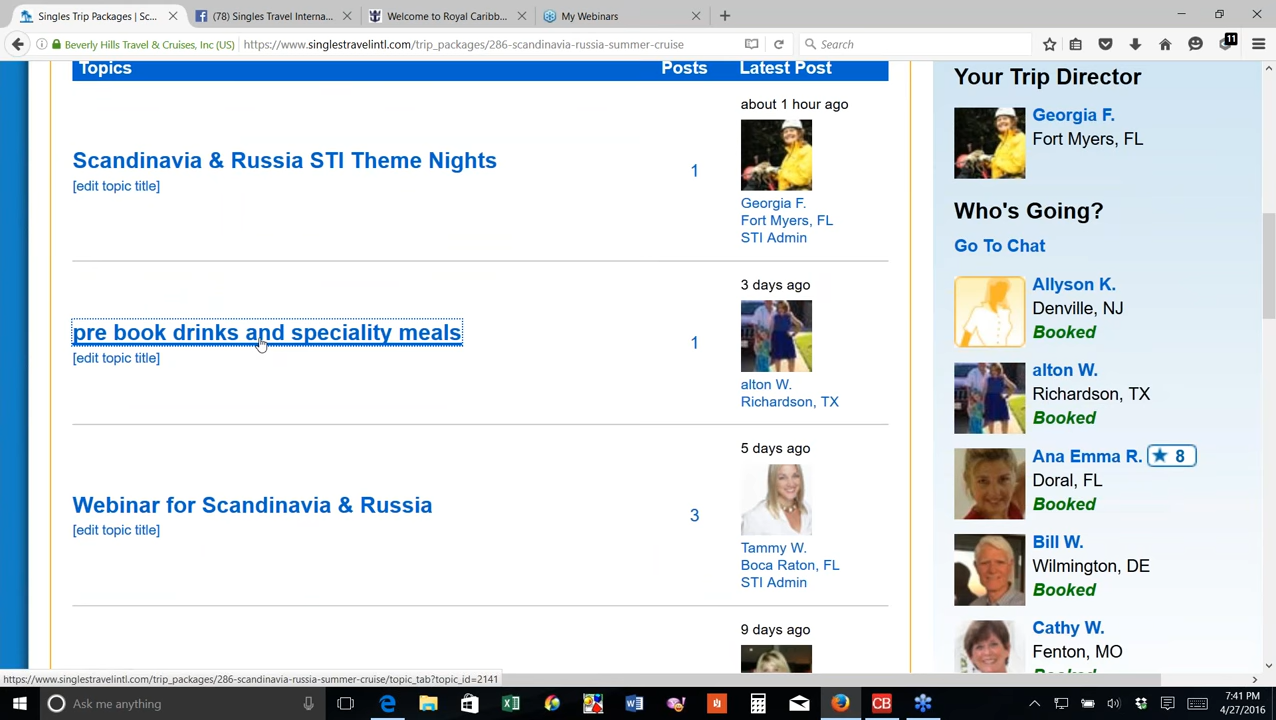 Singles Trip Packages | Sc...
(78) Singles Travel Interna...
Welcome to Royal Caribb...
My Webinars
Beverly Hills Travel & Cruises, Inc (US)
https://www.singlestravelintl.com/trip_packages/286-scandinavia-russia-summer-cruise
Search
11
Topics
Posts
Latest Post
about 1 hour ago
Scandinavia & Russia STI Theme Nights
[edit topic title]
1
Georgia F.
Fort Myers, FL
STI Admin
3 days ago
pre book drinks and speciality meals
[edit topic title]
1
alton W.
Richardson, TX
5 days ago
Webinar for Scandinavia & Russia
[edit topic title]
3
Tammy W.
Boca Raton, FL
STI Admin
9 days ago
Your Trip Director
Georgia F.
Fort Myers, FL
Who's Going?
Go To Chat
Allyson K.
Denville, NJ
Booked
alton W.
Richardson, TX
Booked
Ana Emma R. 8
Doral, FL
Booked
Bill W.
Wilmington, DE
Booked
Cathy W.
Fenton, MO
Booked
https://www.singlestravelintl.com/trip_packages/286-scandinavia-russia-summer-cruise/topic_tab?topic_id=2141
Ask me anything
CB
7:41 PM
4/27/2016